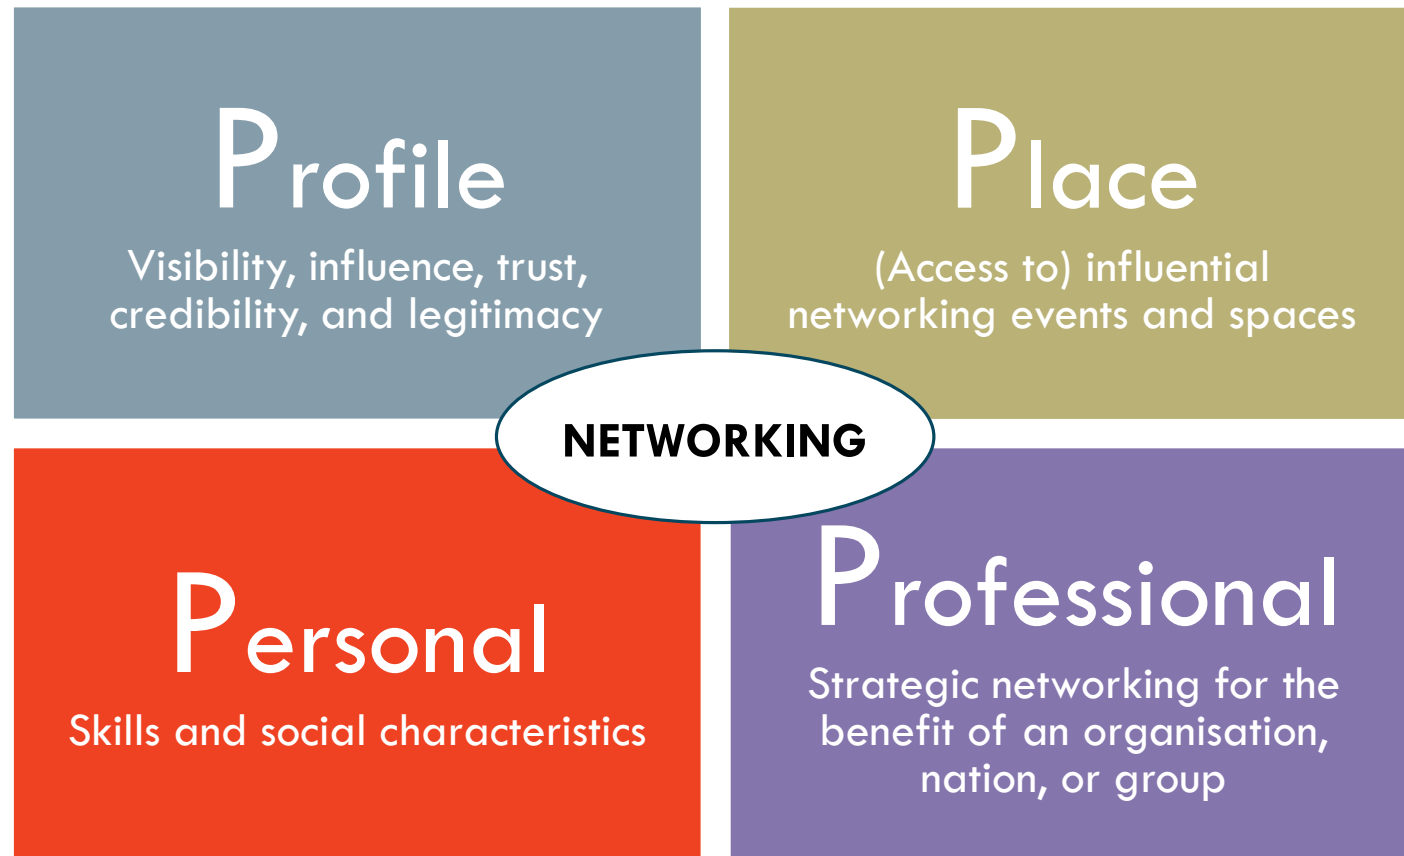 Profile
Visibility, influence, trust,
credibility, and legitimacy
Place
(Access to) influential
networking events and spaces
NETWORKING
Personal
Skills and social characteristics
Professional
Strategic networking for the
benefit of an organisation,
nation, or group